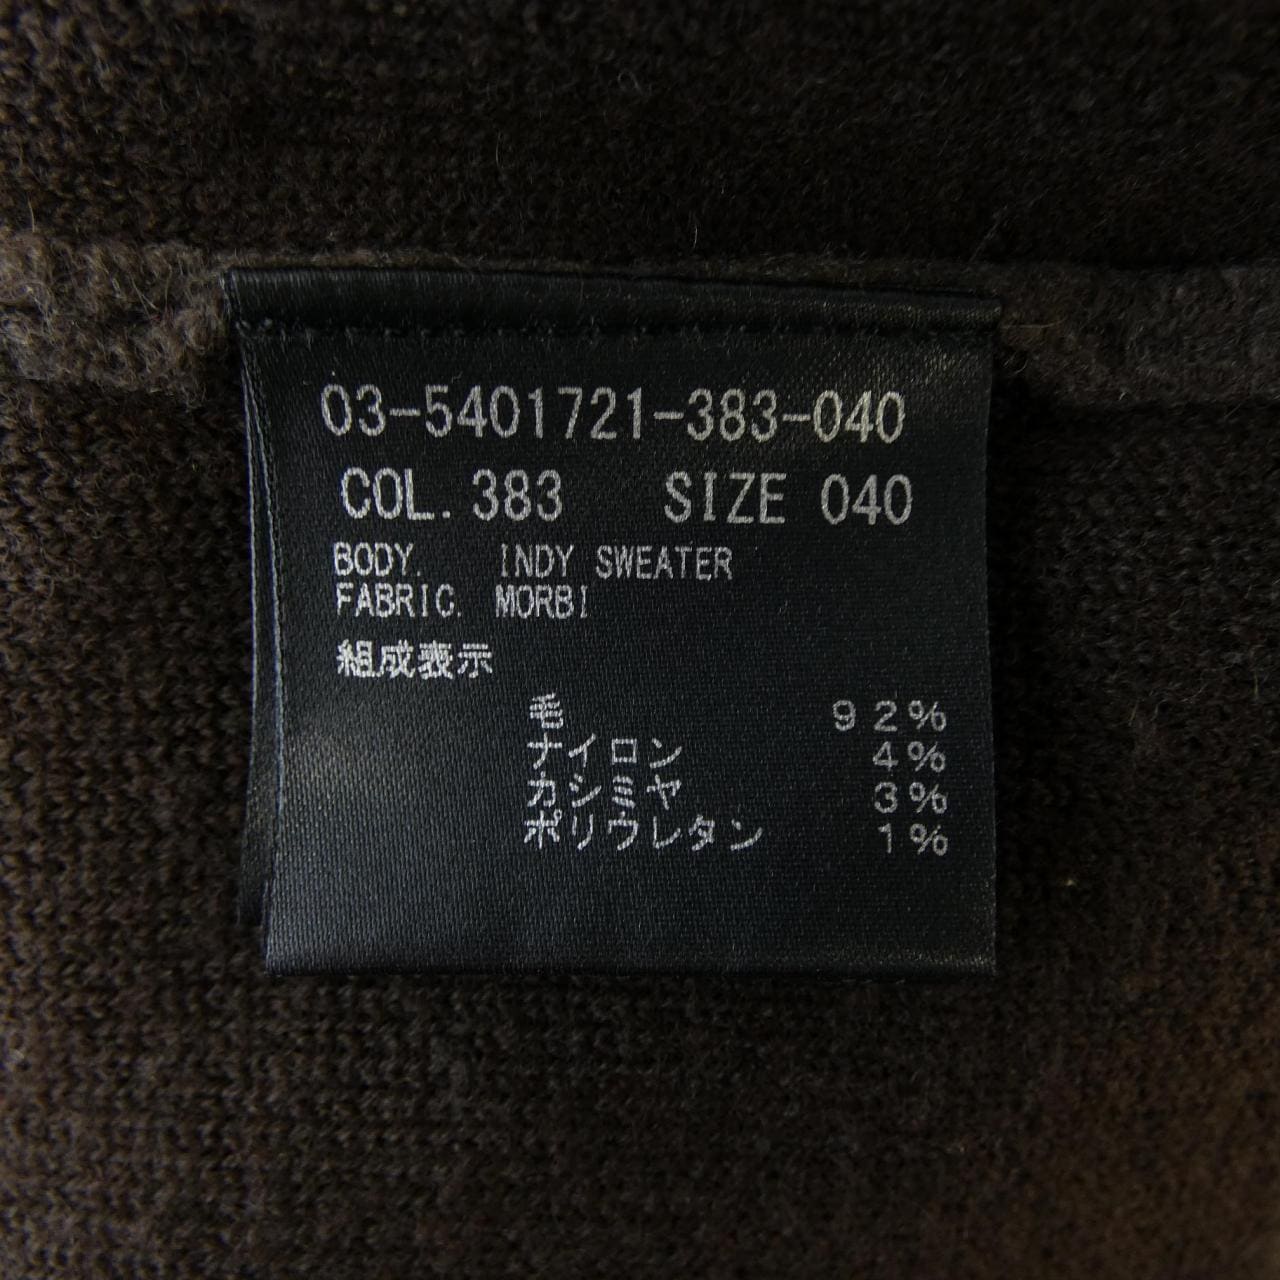 03-5401721-383-040
COL. 383 SIZE 040
BODY. INDY SWEATER
FABRIC. MORBI
組成表示
毛 92%
ナイロン 4%
カシミヤ 3%
ポリウレタン 1%